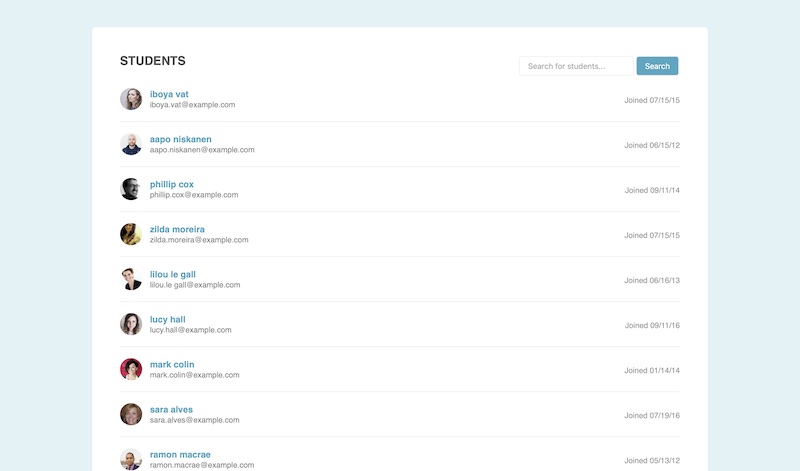 STUDENTS
Search for students...
Search
iboya vat
iboya.vat@example.com
Joined 07/15/15
aapo niskanen
aapo.niskanen@example.com
Joined 06/15/12
phillip cox
phillip.cox@example.com
Joined 09/11/14
zilda moreira
zilda.moreira@example.com
Joined 07/15/15
lilou le gall
lilou.le gall@example.com
Joined 06/16/13
lucy hall
lucy.hall@example.com
Joined 09/11/16
mark colin
mark.colin@example.com
Joined 01/14/14
sara alves
sara.alves@example.com
Joined 07/19/16
ramon macrae
ramon.macrae@example.com
Joined 05/13/12